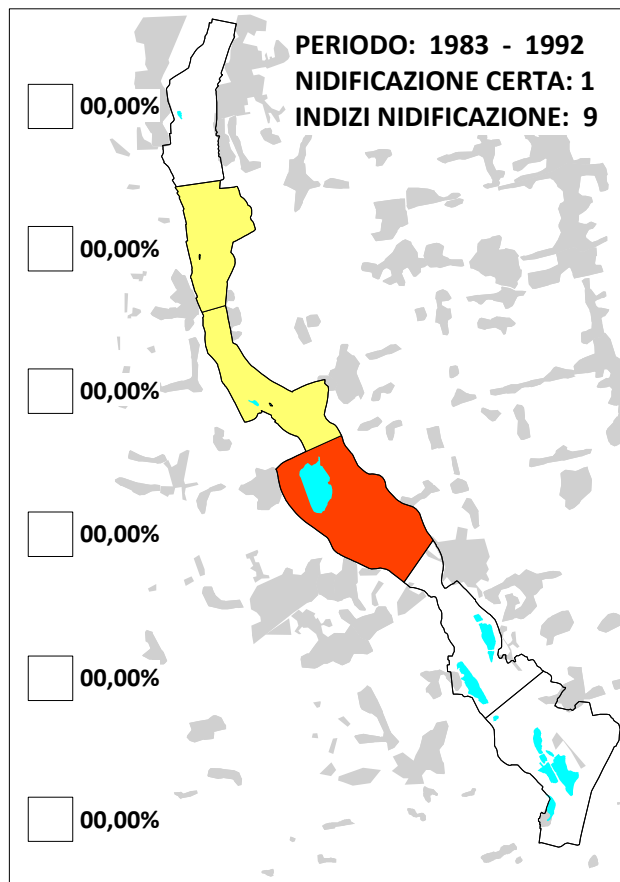 PERIODO: 1983 - 1992
NIDIFICAZIONE CERTA: 1
INDIZI NIDIFICAZIONE: 9
00,00%
00,00%
00,00%
00,00%
00,00%
00,00%